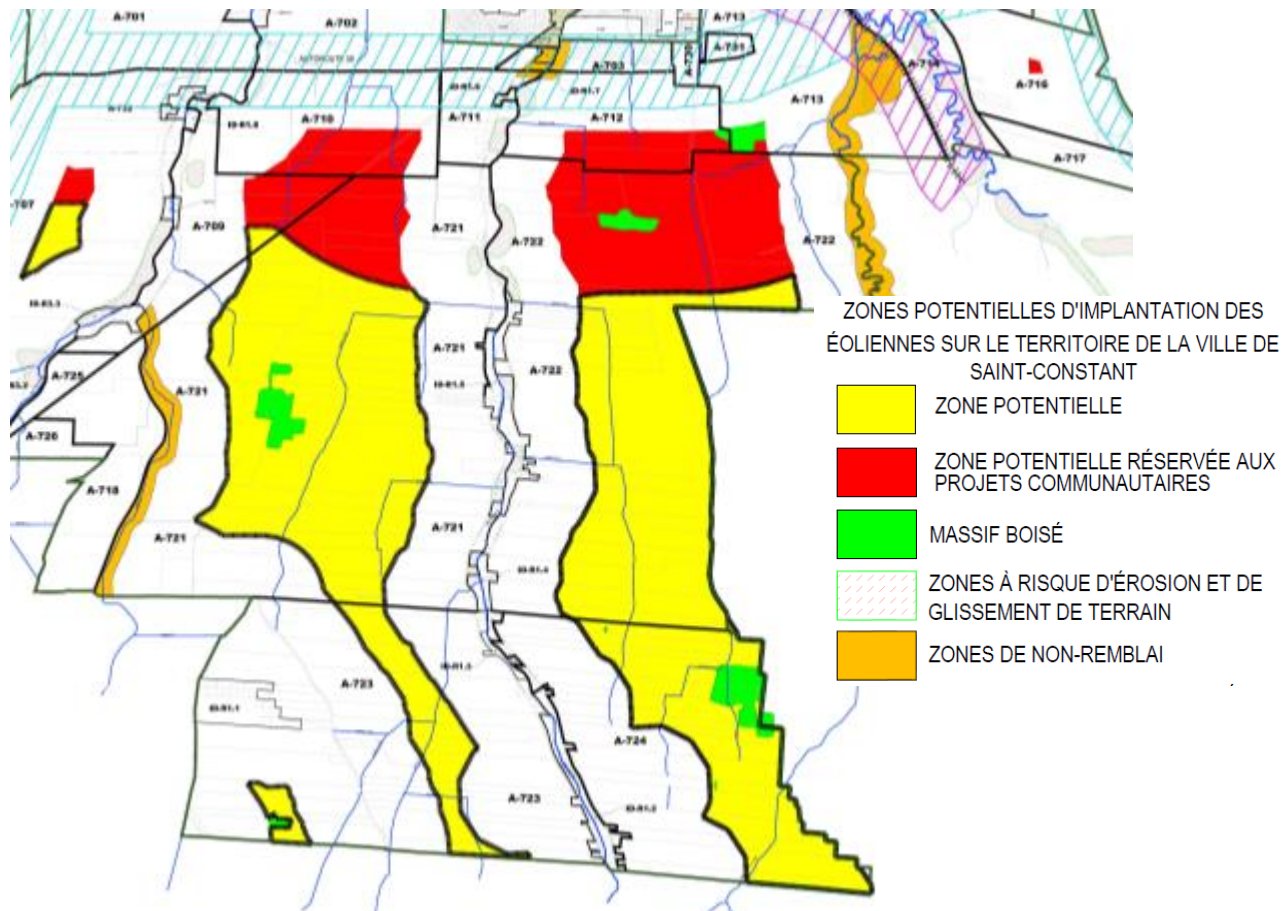 A-701
A-702
A-713
A-703
A-720
A-731
A-714
A-716
A-713
A-710
A-711
A-712
A-717
A-707
A-709
A-721
A-722
A-722
A-721
A-722
A-725
A-721
A-726
A-718
A-721
A-721
A-723
A-724
A-723
ZONES POTENTIELLES D'IMPLANTATION DES
ÉOLIENNES SUR LE TERRITOIRE DE LA VILLE DE
SAINT-CONSTANT
ZONE POTENTIELLE
ZONE POTENTIELLE RÉSERVÉE AUX
PROJETS COMMUNAUTAIRES
MASSIF BOISÉ
ZONES À RISQUE D'ÉROSION ET DE
GLISSEMENT DE TERRAIN
ZONES DE NON-REMBLAI